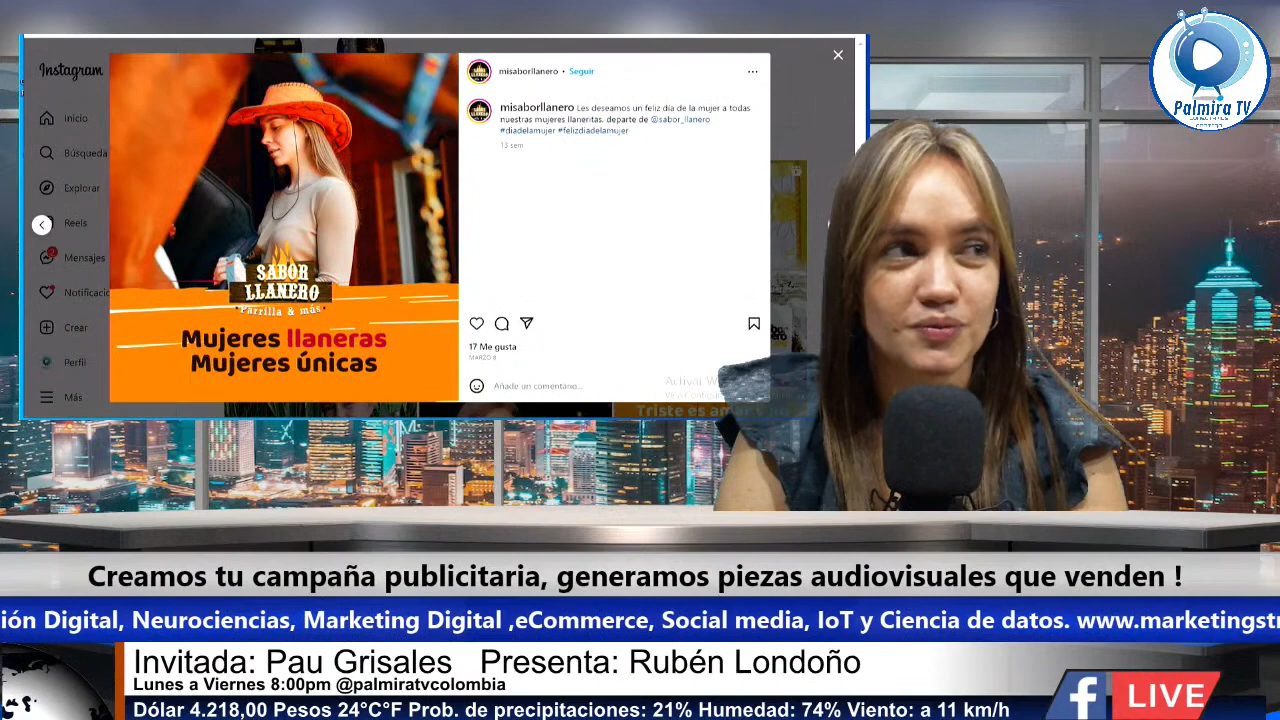 Instagram
Inicio
Búsqueda
Explorar
Reels
Mensajes
Notificacio
Crear
Perfil
Más
SABOR
LLANERO
Parrilla & más
Mujeres llaneras
Mujeres únicas
misaborllanero • Seguir
misaborllanero Les deseamos un feliz día de la mujer a todas
nuestras mujeres llaneritas. departe de @sabor_llanero
#diadelamujer #felizdiadelamujer
13 sem
17 Me gusta
MARZO 8
Añade un comentario...
Activar W
Triste es amar
Palmira TV
Creamos tu campaña publicitaria, generamos piezas audiovisuales que venden !
ión Digital, Neurociencias, Marketing Digital ,eCommerce, Social media, IoT y Ciencia de datos. www.marketingstr
Invitada: Pau Grisales Presenta: Rubén Londoño
Lunes a Viernes 8:00pm @palmiratvcolombia
Dólar 4.218,00 Pesos 24°C°F Prob. de precipitaciones: 21% Humedad: 74% Viento: a 11 km/h
f LIVE